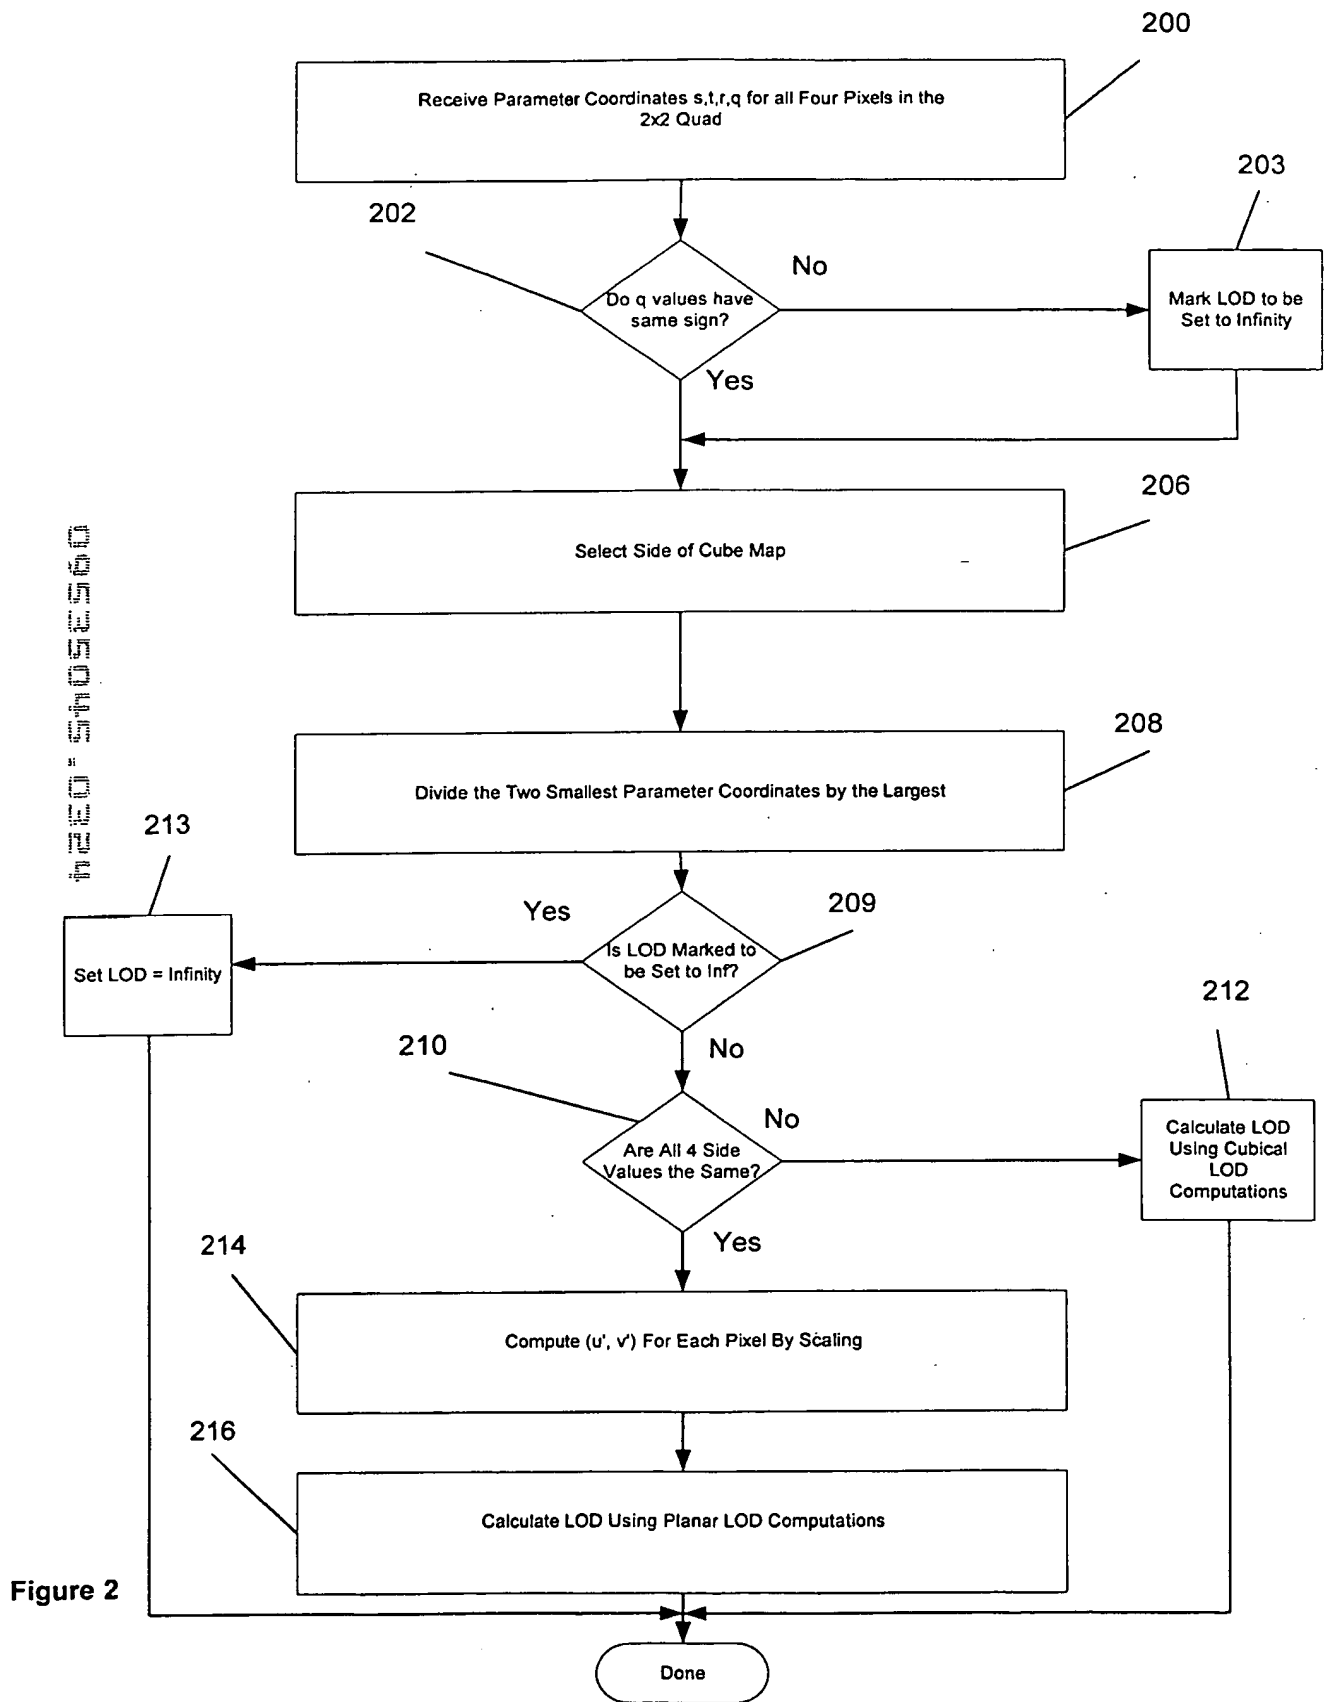 200
Receive Parameter Coordinates s,t,r,q for all Four Pixels in the
2x2 Quad
203
202
No
Do q values have
same sign?
Mark LOD to be
Set to Infinity
Yes
206
Select Side of Cube Map
09535045.0324
208
Divide the Two Smallest Parameter Coordinates by the Largest
213
Yes
209
Is LOD Marked to
be Set to Inf?
Set LOD = Infinity
212
No
210
No
Are All 4 Side
Values the Same?
Calculate LOD
Using Cubical
LOD
Computations
Yes
214
Compute (u', v') For Each Pixel By Scaling
216
Calculate LOD Using Planar LOD Computations
Figure 2
Done